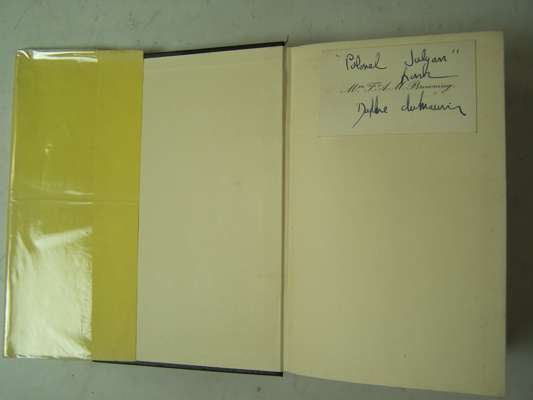 "Colonel Julyan"
Mrs. F. A. M. Browning.
Daphne du Maurier